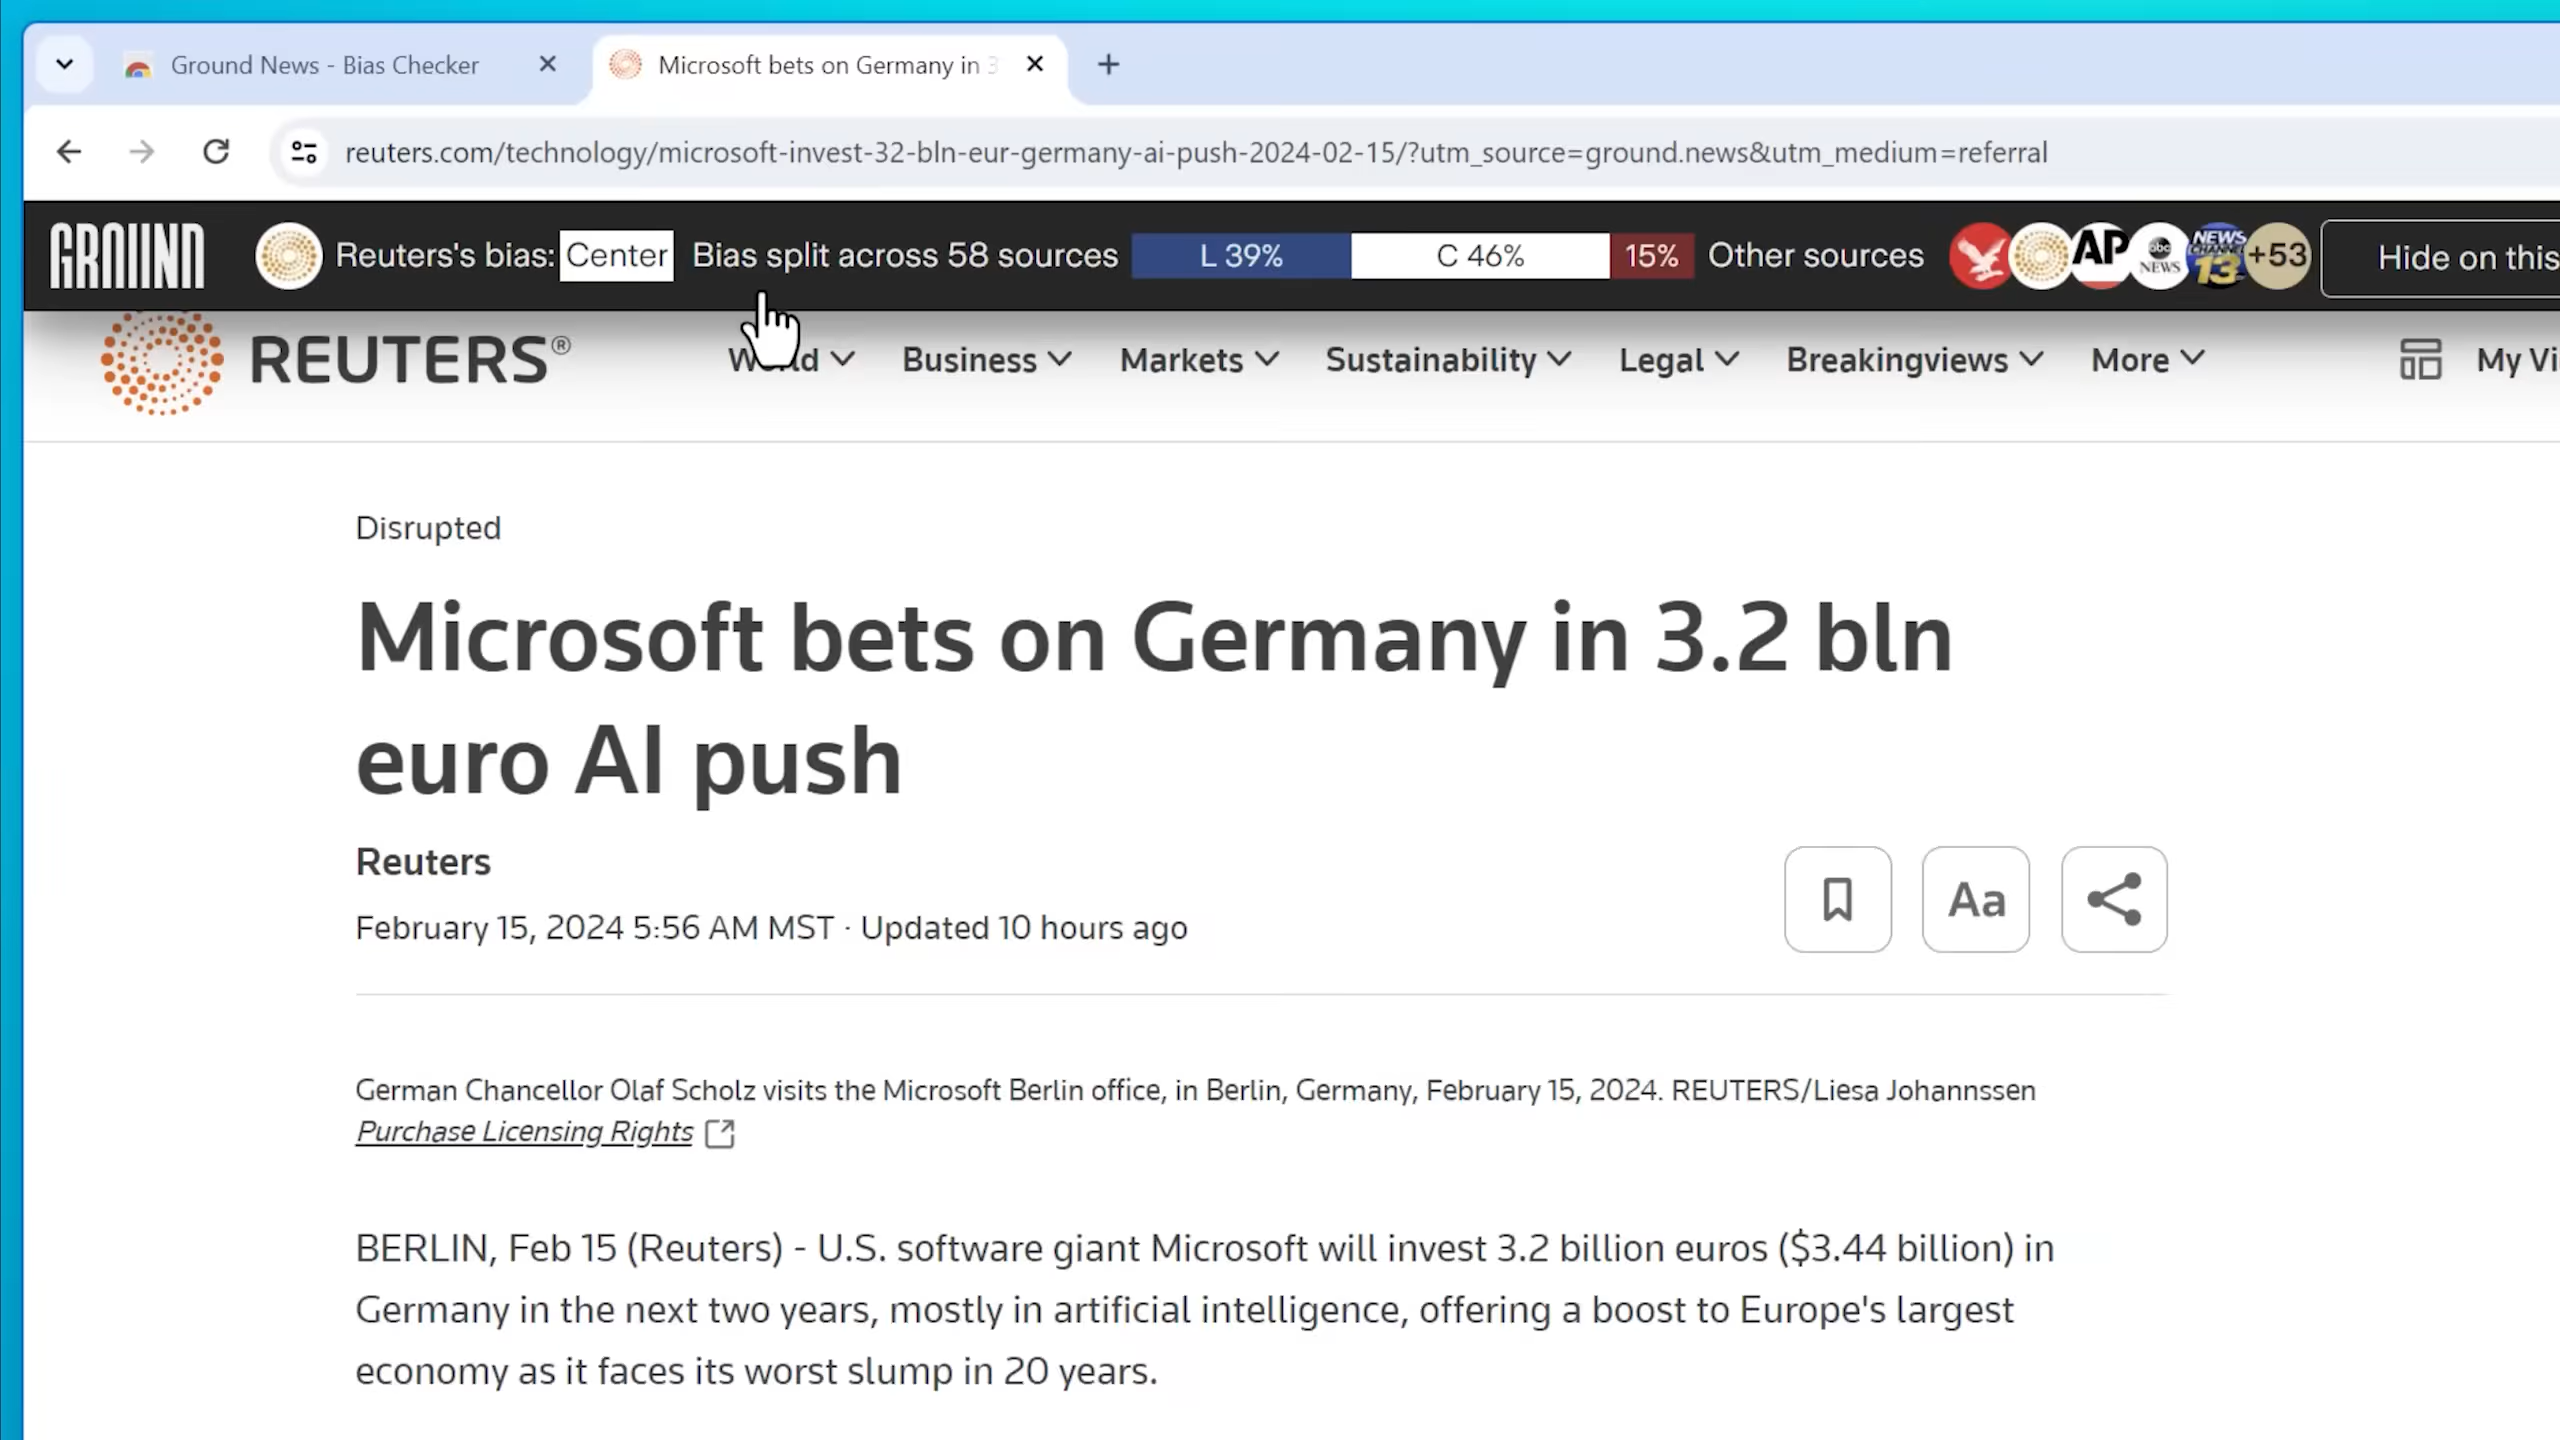 Ground News - Bias Checker
Microsoft bets on Germany in 3
reuters.com/technology/microsoft-invest-32-bln-eur-germany-ai-push-2024-02-15/?utm_source=ground.news&utm_medium=referral
GROUND Reuters's bias: Center Bias split across 58 sources L 39% C 46% 15% Other sources AP abc NEWS NEWS CHANNEL 13 +53 Hide on this
REUTERS® World Business Markets Sustainability Legal Breakingviews More My
Disrupted
Microsoft bets on Germany in 3.2 bln
euro AI push
Reuters
February 15, 2024 5:56 AM MST · Updated 10 hours ago
Aa
German Chancellor Olaf Scholz visits the Microsoft Berlin office, in Berlin, Germany, February 15, 2024. REUTERS/Liesa Johannssen
Purchase Licensing Rights
BERLIN, Feb 15 (Reuters) - U.S. software giant Microsoft will invest 3.2 billion euros ($3.44 billion) in
Germany in the next two years, mostly in artificial intelligence, offering a boost to Europe's largest
economy as it faces its worst slump in 20 years.